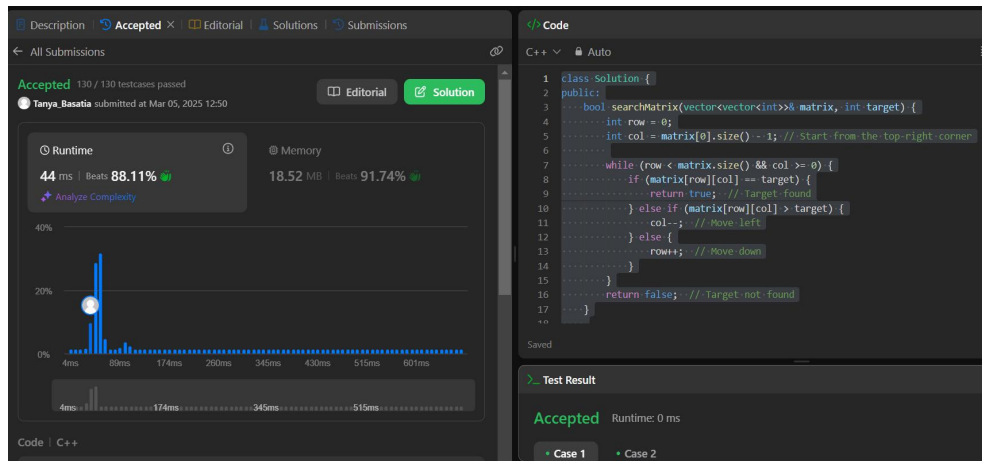 Description
Accepted
Editorial
Solutions
Submissions
All Submissions
Accepted 130 / 130 testcases passed
Tanya_Basatia submitted at Mar 05, 2025 12:50
Editorial
Solution
Runtime
44 ms | Beats 88.11%
Analyze Complexity
Memory
18.52 MB | Beats 91.74%
40%
20%
0%
4ms 89ms 174ms 260ms 345ms 430ms 515ms 601ms
4ms 174ms 345ms 515ms
Code | C++
</> Code
C++ Auto
1 class Solution {
2 public:
3 bool searchMatrix(vector<vector<int>>& matrix, int target) {
4 int row = 0;
5 int col = matrix[0].size() - 1; // Start from the top-right corner
6
7 while (row < matrix.size() && col >= 0) {
8 if (matrix[row][col] == target) {
9 return true; // Target found
10 } else if (matrix[row][col] > target) {
11 col--; // Move left
12 } else {
13 row++; // Move down
14 }
15 }
16 return false; // Target not found
17 }
18
Saved
>_ Test Result
Accepted Runtime: 0 ms
• Case 1 • Case 2